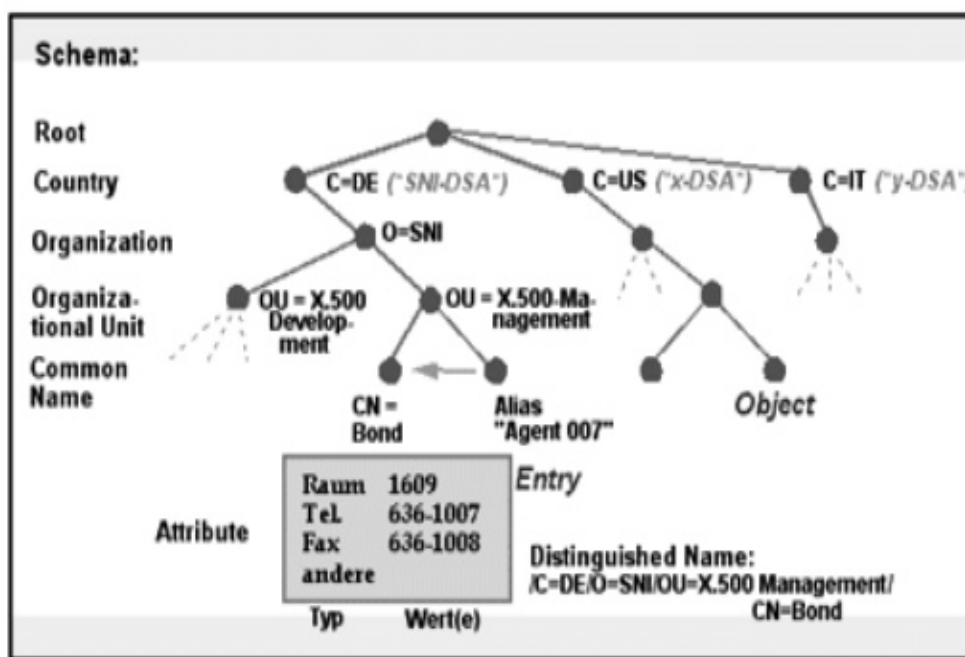 Schema:
Root
Country
C=DE ("SNI-DSA")
C=US ("x-DSA")
C=IT ("y-DSA")
Organization
O=SNI
Organiza-
tional Unit
OU = X.500
Develop-
ment
OU = X.500-Ma-
nagement
Common
Name
CN =
Bond
Alias
"Agent 007"
Object
Entry
Attribute
Raum 1609
Tel. 636-1007
Fax 636-1008
andere
Typ Wert(e)
Distinguished Name:
/C=DE/O=SNI/OU=X.500 Management/
CN=Bond